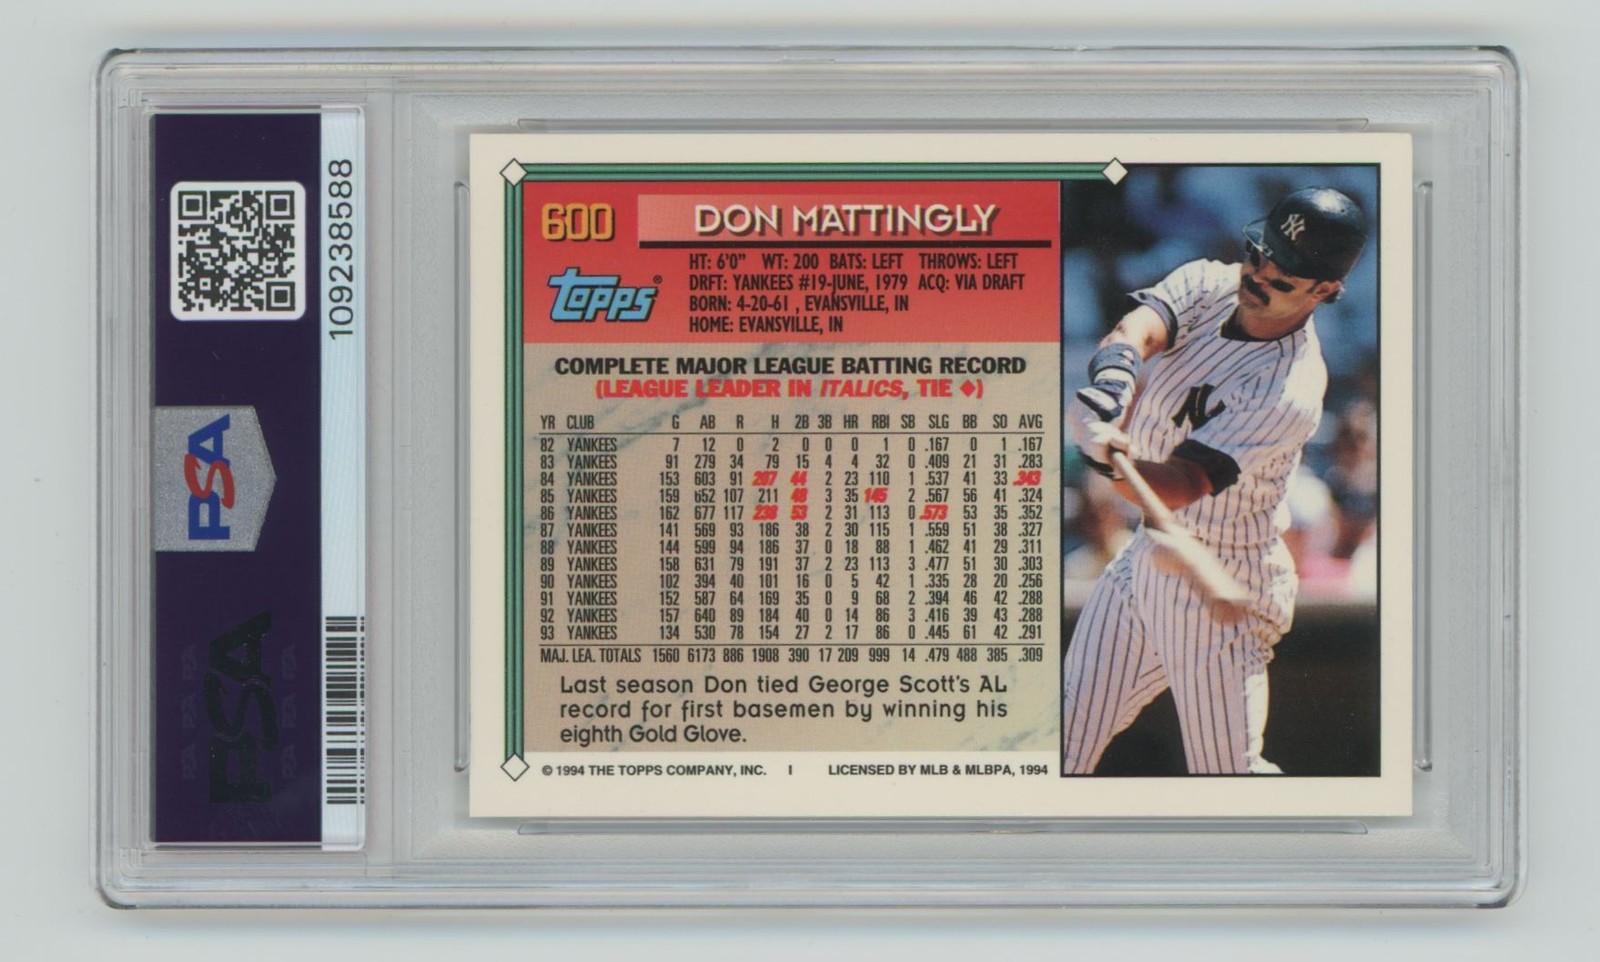 109238588
PSA
PSA
600
DON MATTINGLY
Topps®
HT: 6'0" WT: 200 BATS: LEFT THROWS: LEFT
DRFT: YANKEES #19-JUNE, 1979 ACQ: VIA DRAFT
BORN: 4-20-61 , EVANSVILLE, IN
HOME: EVANSVILLE, IN
COMPLETE MAJOR LEAGUE BATTING RECORD
(LEAGUE LEADER IN ITALICS, TIE ♦)
YR CLUB G AB R H 2B 3B HR RBI SB SLG BB SO AVG
82 YANKEES 7 12 0 2 0 0 0 1 0 .167 0 1 .167
83 YANKEES 91 279 34 79 15 4 4 32 0 .409 21 31 .283
84 YANKEES 153 603 91 207 44 2 23 110 1 .537 41 33 .343
85 YANKEES 159 652 107 211 48 3 35 145 2 .567 56 41 .324
86 YANKEES 162 677 117 238 53 2 31 113 0 .573 53 35 .352
87 YANKEES 141 569 93 186 38 2 30 115 1 .559 51 38 .327
88 YANKEES 144 599 94 186 37 0 18 88 1 .462 41 29 .311
89 YANKEES 158 631 79 191 37 2 23 113 3 .477 51 30 .303
90 YANKEES 102 394 40 101 16 0 5 42 1 .335 28 20 .256
91 YANKEES 152 587 64 169 35 0 9 68 2 .394 46 42 .288
92 YANKEES 157 640 89 184 40 0 14 86 3 .416 39 43 .288
93 YANKEES 134 530 78 154 27 2 17 86 0 .445 61 42 .291
MAJ. LEA. TOTALS 1560 6173 886 1908 390 17 209 999 14 .479 488 385 .309
Last season Don tied George Scott's AL
record for first basemen by winning his
eighth Gold Glove.
© 1994 THE TOPPS COMPANY, INC. I LICENSED BY MLB & MLBPA, 1994
NY
NY